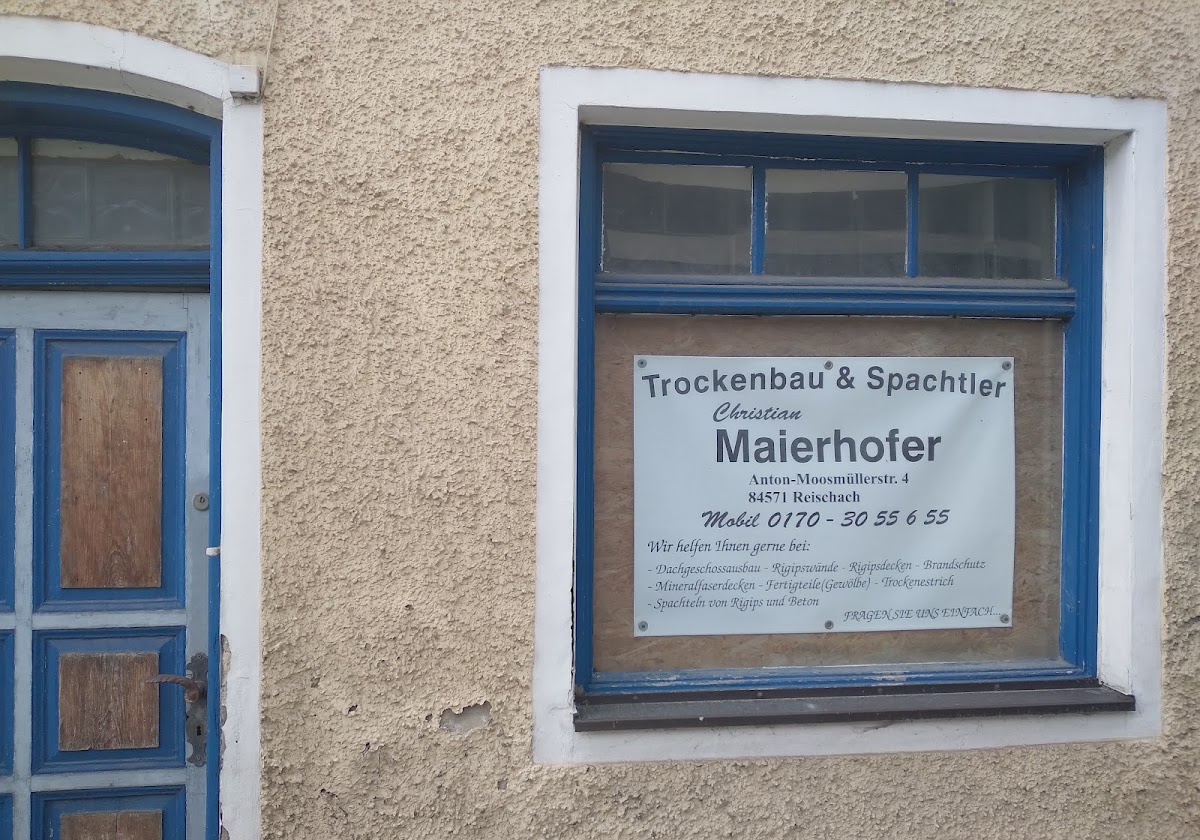 Trockenbau & Spachtler
Christian
Maierhofer
Anton-Moosmüllerstr. 4
84571 Reischach
Mobil 0170 - 30 55 6 55
Wir helfen Ihnen gerne bei:
- Dachgeschossausbau - Rigipswände - Rigipsdecken - Brandschutz
- Mineralfaserdecken - Fertigteile(Gewölbe) - Trockenestrich
- Spachteln von Rigips und Beton
FRAGEN SIE UNS EINFACH...